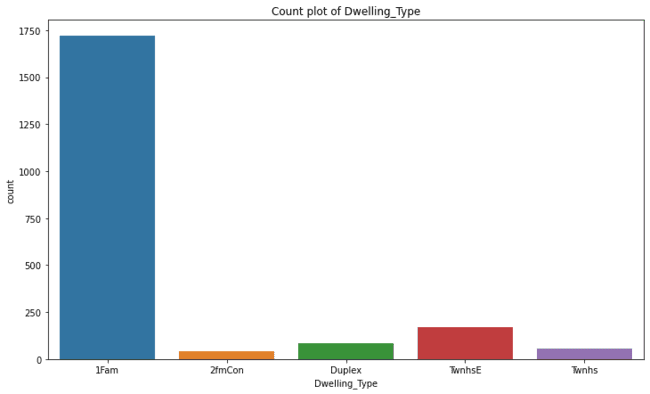 Count plot of Dwelling_Type
1750
1500
1250
1000
750
500
250
0
count
1Fam 2fmCon Duplex TwnhsE Twnhs
Dwelling_Type